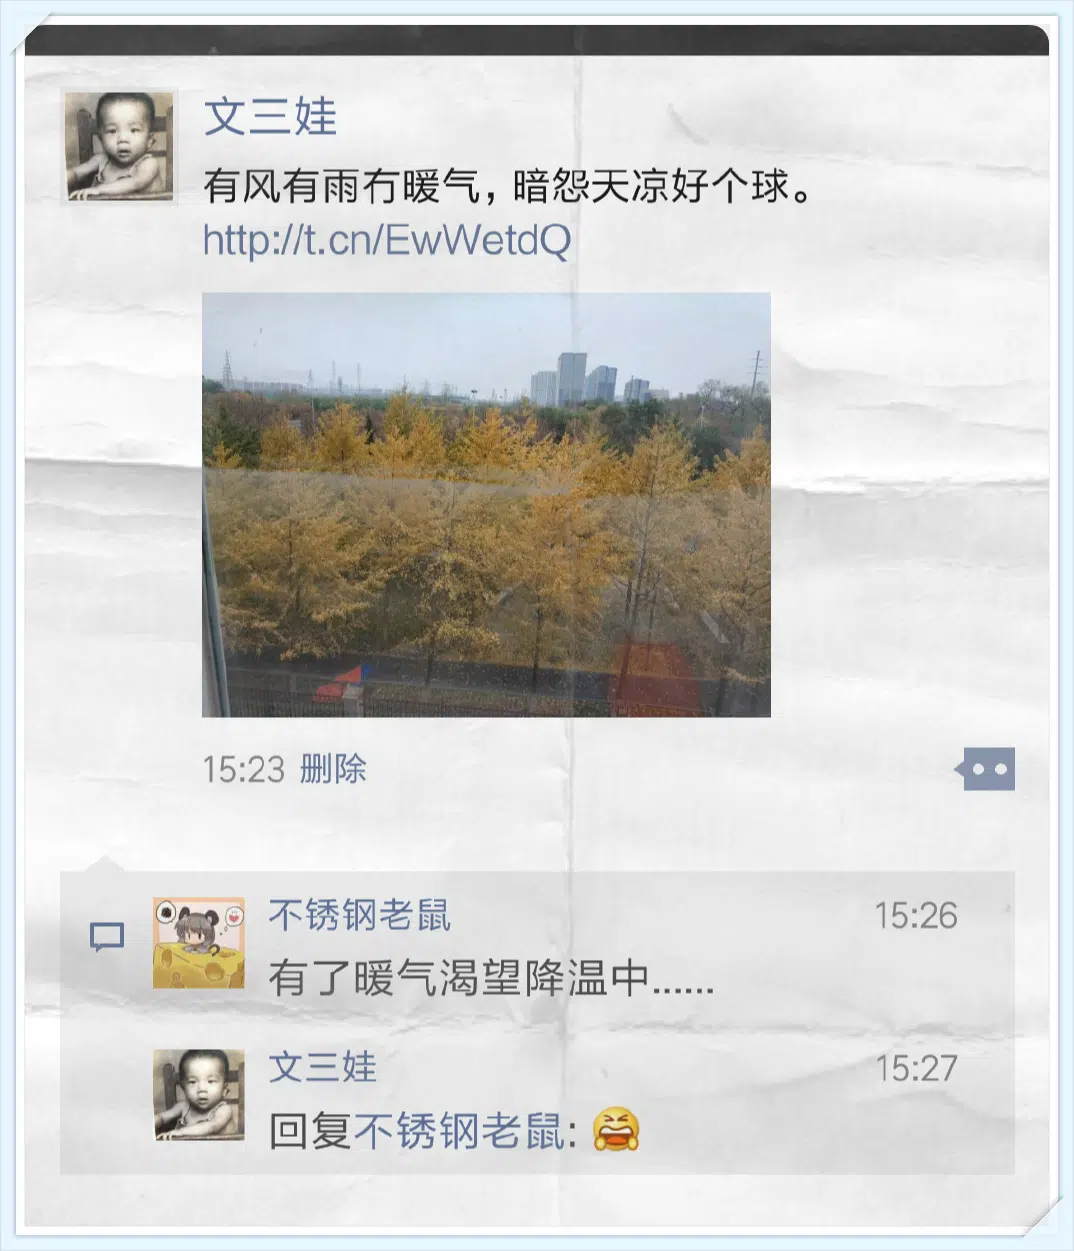 文三娃
有风有雨冇暖气，暗怨天凉好个球。
http://t.cn/EwWetdQ
15:23 删除
不锈钢老鼠 15:26
有了暖气渴望降温中......
文三娃 15:27
回复不锈钢老鼠: 😆